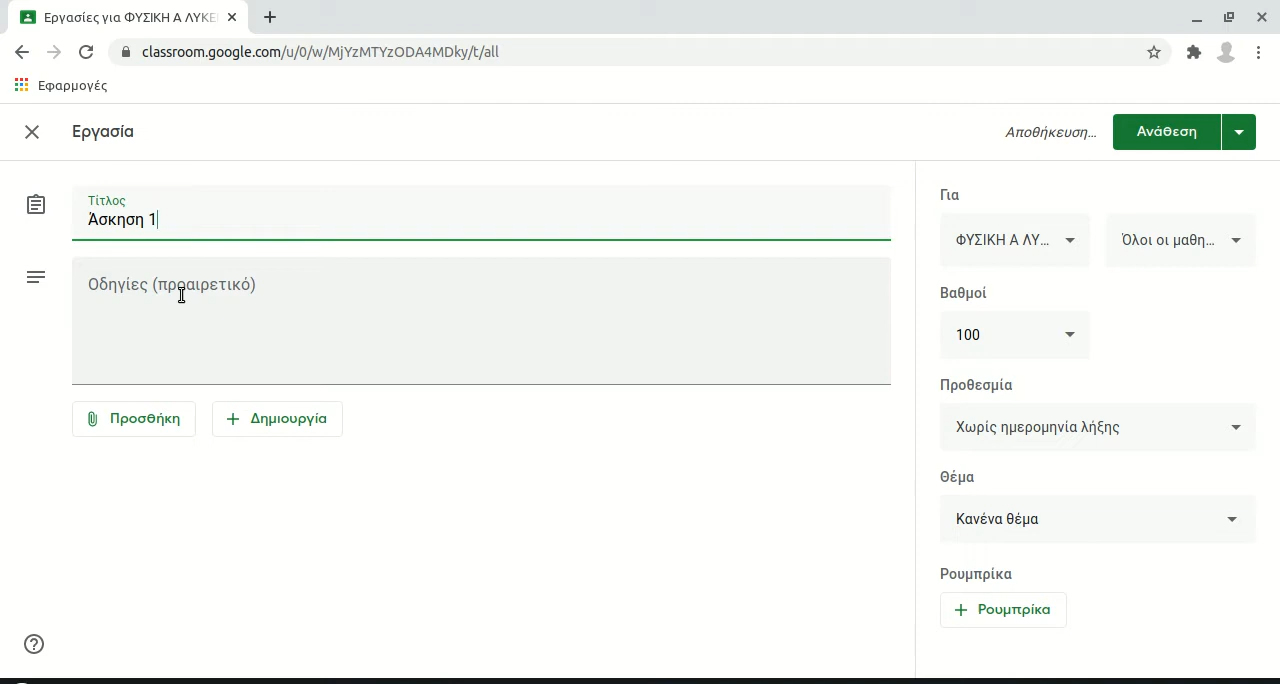 Εργασίες για ΦΥΣΙΚΗ Α ΛΥΚΕΙ
classroom.google.com/u/0/w/MjYzMTYzODA4MDky/t/all
Εφαρμογές
Εργασία
Αποθήκευση...
Ανάθεση
Τίτλος
Άσκηση 1
Οδηγίες (προαιρετικό)
Προσθήκη
Δημιουργία
Για
ΦΥΣΙΚΗ Α ΛΥ...
Όλοι οι μαθη...
Βαθμοί
100
Προθεσμία
Χωρίς ημερομηνία λήξης
Θέμα
Κανένα θέμα
Ρουμπρίκα
Ρουμπρίκα